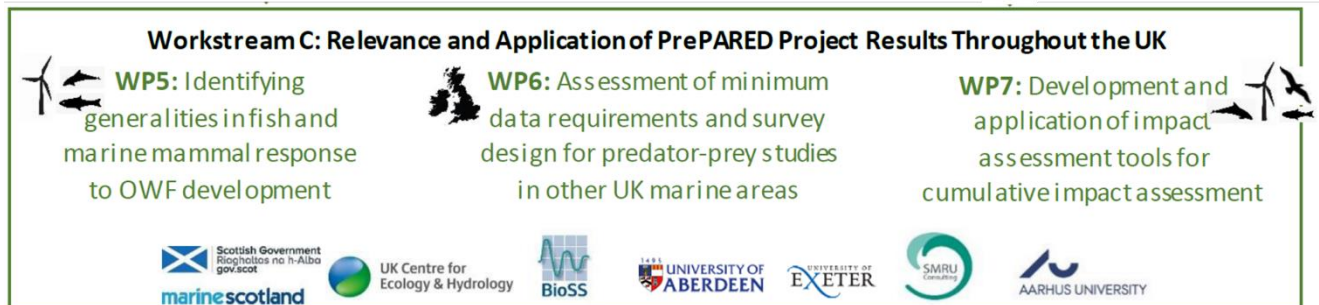 Workstream C: Relevance and Application of PrePARED Project Results Throughout the UK
WP5: Identifying
generalities in fish and
marine mammal response
to OWF development
WP6: Assessment of minimum
data requirements and survey
design for predator-prey studies
in other UK marine areas
WP7: Development and
application of impact
assessment tools for
cumulative impact assessment
Scottish Government
Riaghaltas na h-Alba
gov.scot
marinescotland
UK Centre for
Ecology & Hydrology
BioSS
1495
UNIVERSITY OF
ABERDEEN
UNIVERSITY OF
EXETER
SMRU
Consulting
AARHUS UNIVERSITY